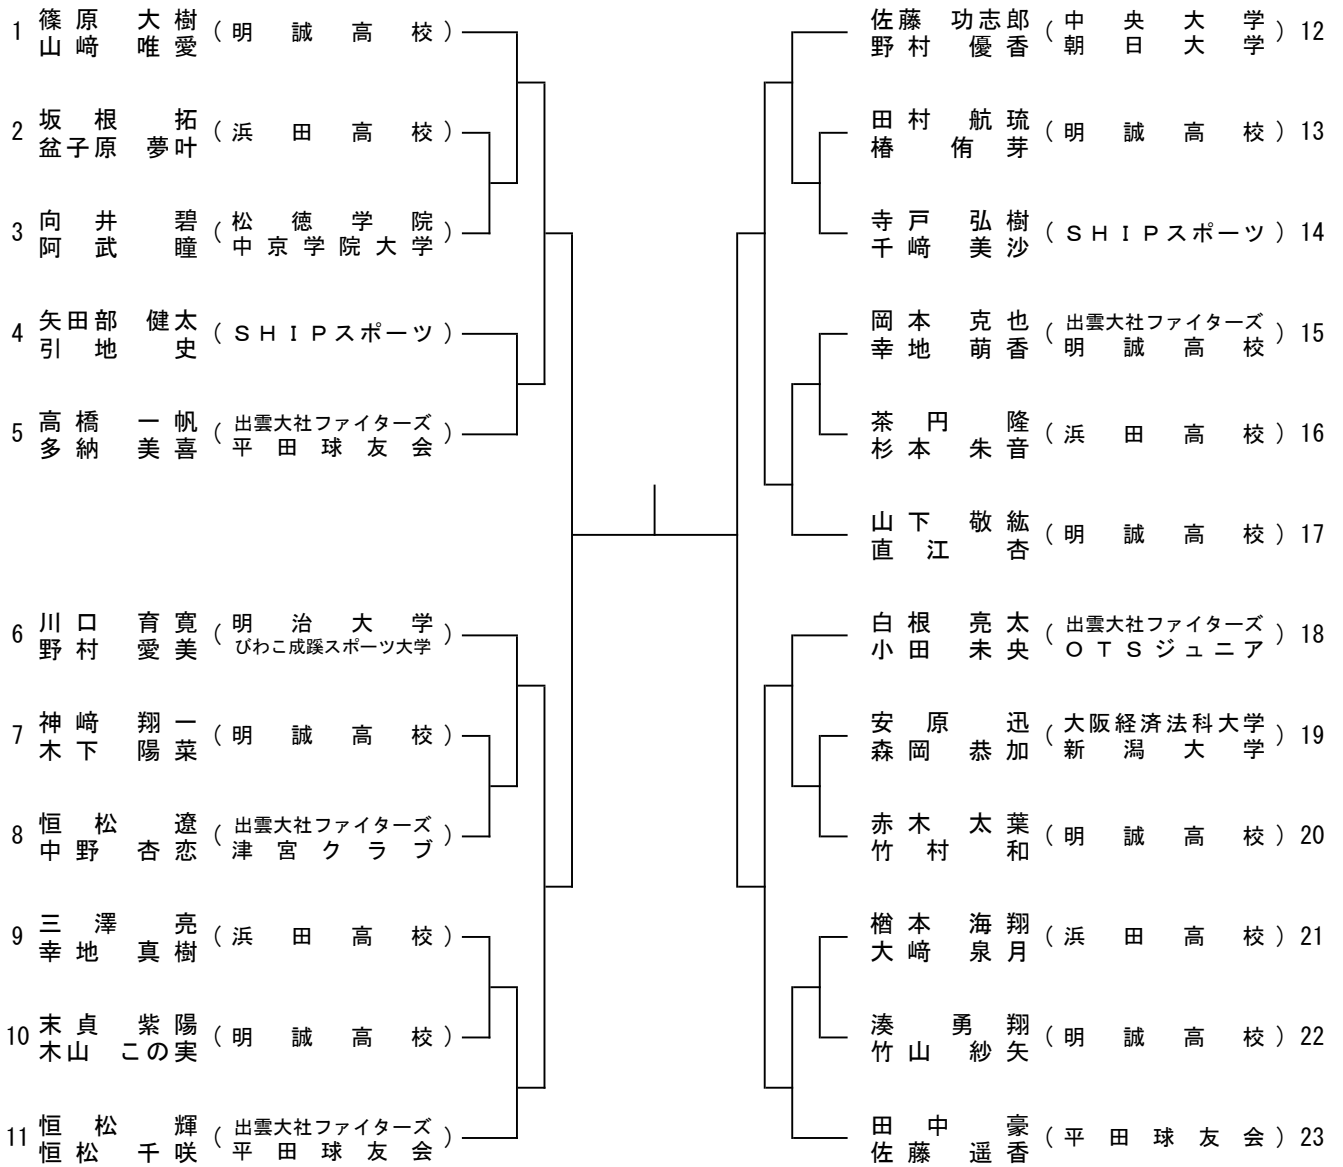 1 篠原 大樹 (明誠高校)
山﨑 唯愛
2 坂根 拓 (浜田高校)
盆子原 夢叶
3 向井 碧 (松徳学院
阿武 瞳 中京学院大学)
4 矢田部 健太 (SHIPスポーツ)
引地 史
5 高橋 一帆 (出雲大社ファイターズ
多納 美喜 平田球友会)
6 川口 育寛 (明治大学
野村 愛美 びわこ成蹊スポーツ大学)
7 神﨑 翔一 (明誠高校)
木下 陽菜
8 恒松 遼 (出雲大社ファイターズ
中野 杏恋 津宮クラブ)
9 三澤 亮 (浜田高校)
幸地 真樹
10 末貞 紫陽 (明誠高校)
木山 この実
11 恒松 輝 (出雲大社ファイターズ
恒松 千咲 平田球友会)
佐藤 功志郎 (中央大学
野村 優香 朝日大学) 12
田村 航琉 (明誠高校) 13
椿 侑芽
寺戸 弘樹 (SHIPスポーツ) 14
千﨑 美沙
岡本 克也 (出雲大社ファイターズ
幸地 萌香 明誠高校) 15
茶円 隆 (浜田高校) 16
杉本 朱音
山下 敬紘 (明誠高校) 17
直江 杏
白根 亮太 (出雲大社ファイターズ
小田 未央 OTSジュニア) 18
安原 迅 (大阪経済法科大学
森岡 恭加 新潟大学) 19
赤木 太葉 (明誠高校) 20
竹村 和
楢本 海翔 (浜田高校) 21
大﨑 泉月
湊 勇翔 (明誠高校) 22
竹山 紗矢
田中 豪 (平田球友会) 23
佐藤 遥香